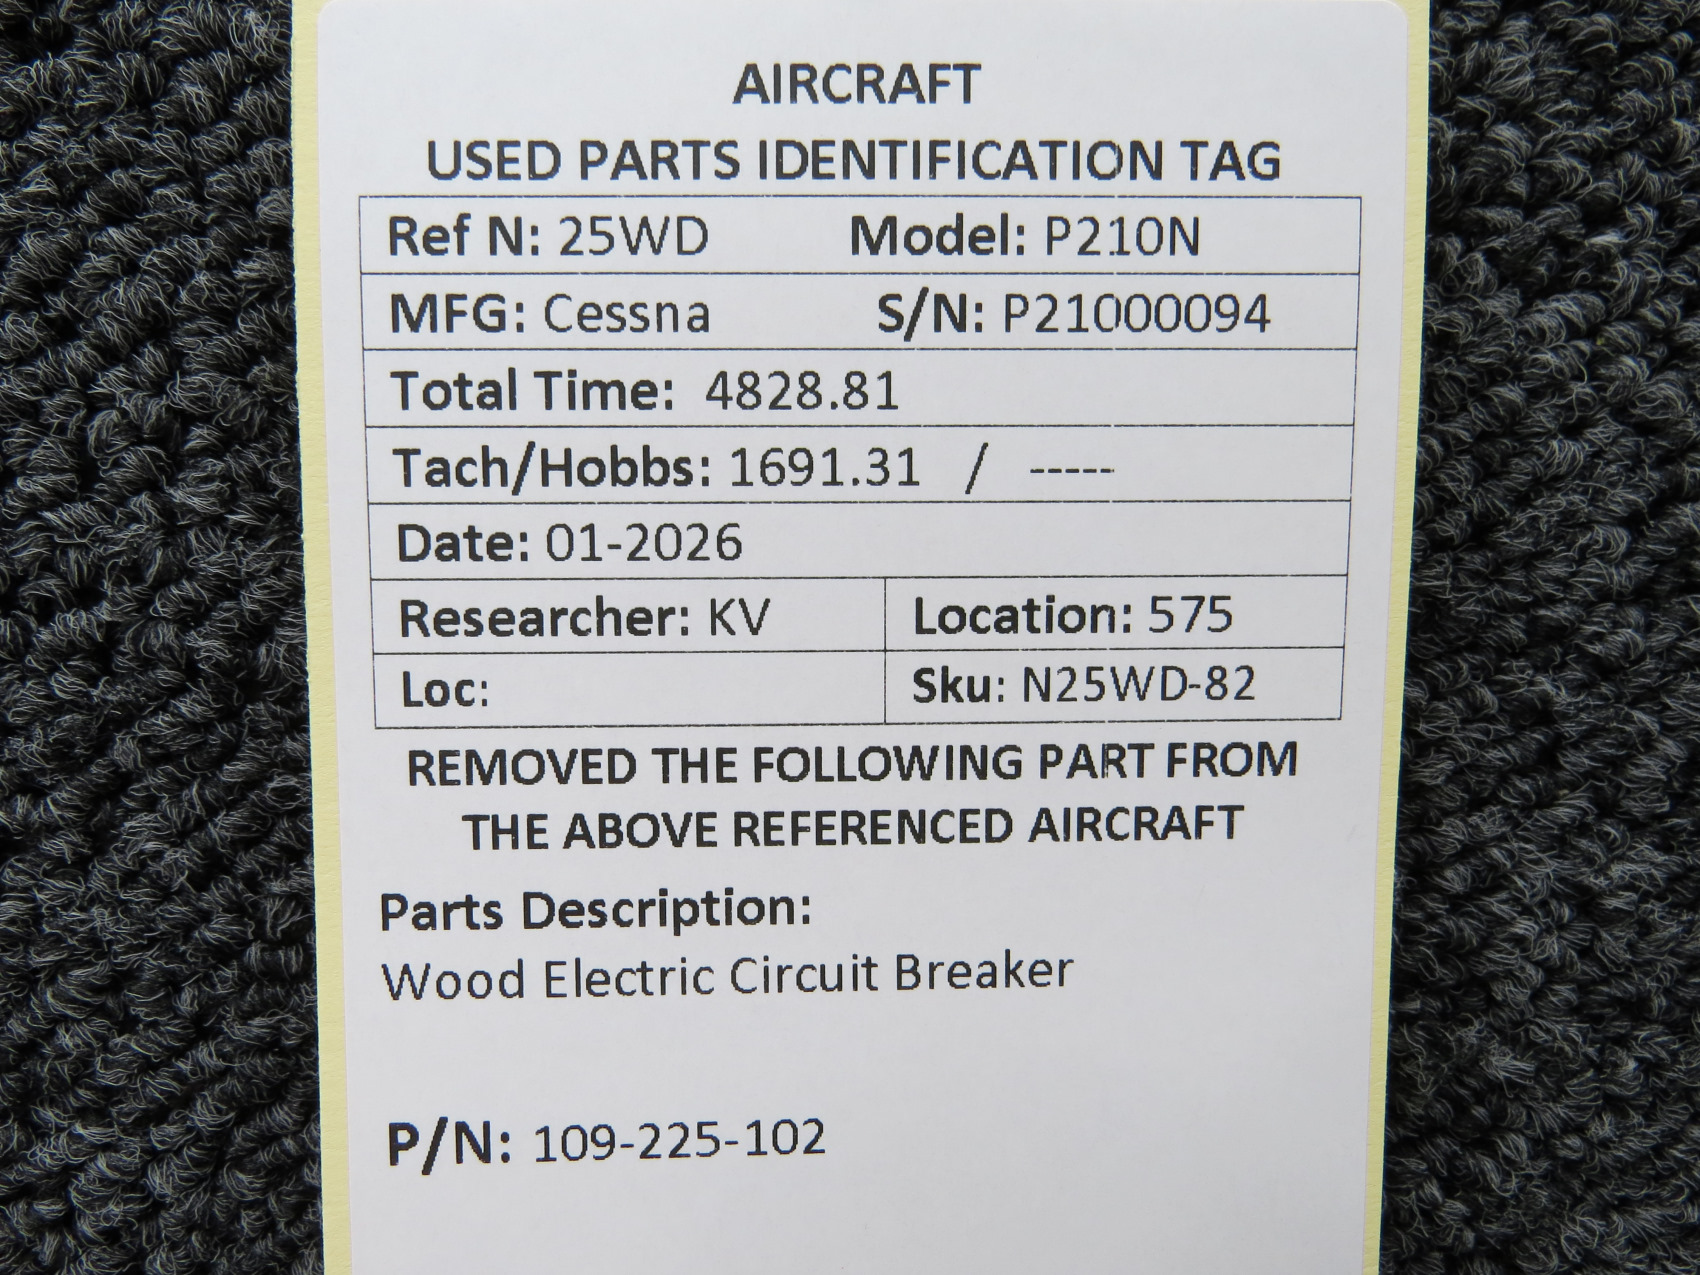 AIRCRAFT
USED PARTS IDENTIFICATION TAG
Ref N: 25WD Model: P210N
MFG: Cessna S/N: P21000094
Total Time: 4828.81
Tach/Hobbs: 1691.31 / -----
Date: 01-2026
Researcher: KV Location: 575
Loc: Sku: N25WD-82
REMOVED THE FOLLOWING PART FROM
THE ABOVE REFERENCED AIRCRAFT
Parts Description:
Wood Electric Circuit Breaker
P/N: 109-225-102